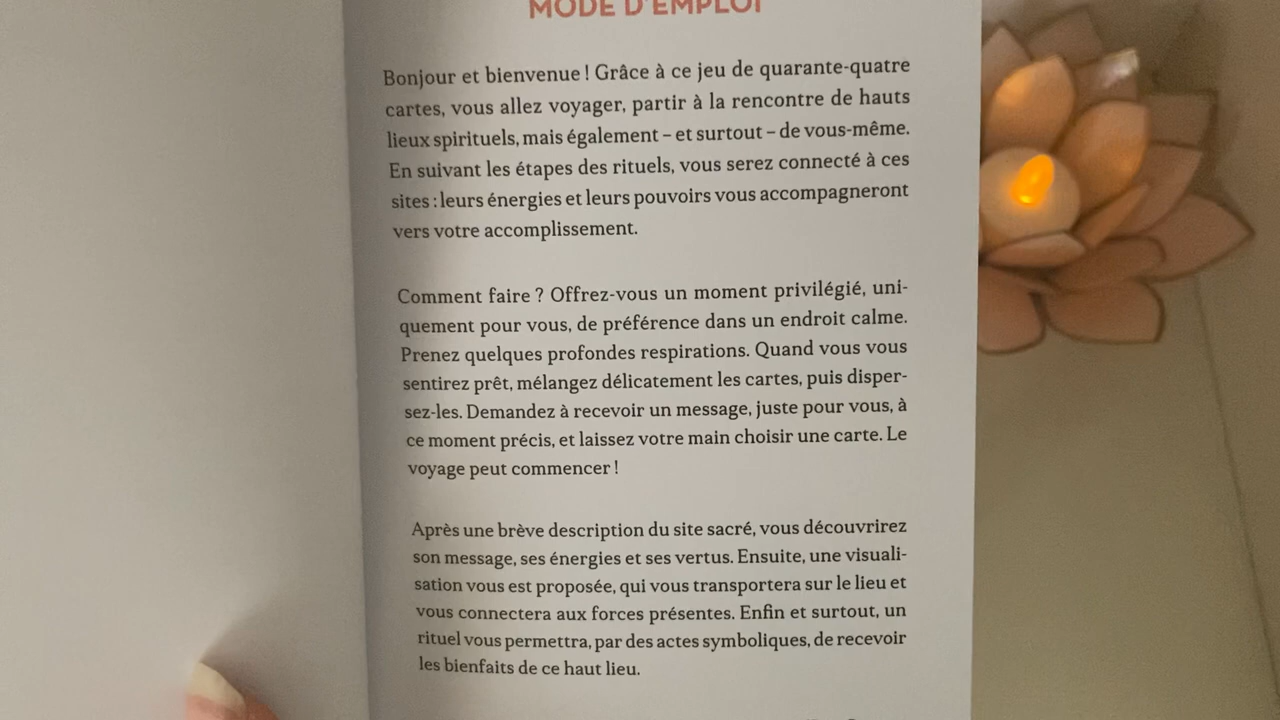 MODE D'EMPLOI
Bonjour et bienvenue ! Grâce à ce jeu de quarante-quatre
cartes, vous allez voyager, partir à la rencontre de hauts
lieux spirituels, mais également – et surtout – de vous-même.
En suivant les étapes des rituels, vous serez connecté à ces
sites : leurs énergies et leurs pouvoirs vous accompagneront
vers votre accomplissement.
Comment faire ? Offrez-vous un moment privilégié, uni-
quement pour vous, de préférence dans un endroit calme.
Prenez quelques profondes respirations. Quand vous vous
sentirez prêt, mélangez délicatement les cartes, puis disper-
sez-les. Demandez à recevoir un message, juste pour vous, à
ce moment précis, et laissez votre main choisir une carte. Le
voyage peut commencer !
Après une brève description du site sacré, vous découvrirez
son message, ses énergies et ses vertus. Ensuite, une visuali-
sation vous est proposée, qui vous transportera sur le lieu et
vous connectera aux forces présentes. Enfin et surtout, un
rituel vous permettra, par des actes symboliques, de recevoir
les bienfaits de ce haut lieu.